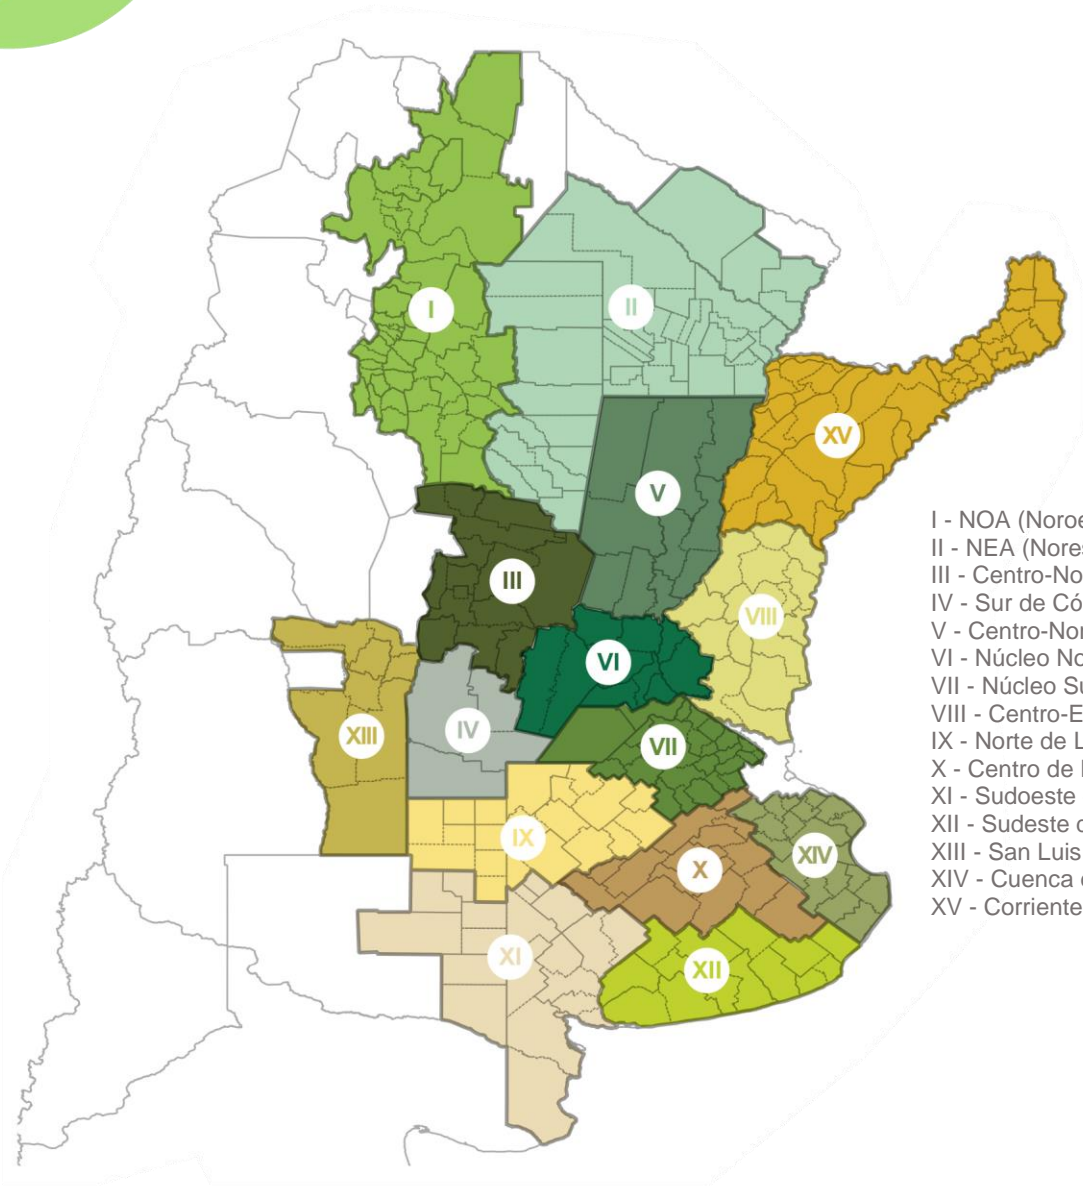 I
II
XV
V
III
VIII
VI
IV
XIII
VII
IX
XIV
X
XI
XII
I - NOA (Noroe
II - NEA (Nores
III - Centro-No
IV - Sur de Có
V - Centro-Nor
VI - Núcleo No
VII - Núcleo Su
VIII - Centro-E
IX - Norte de L
X - Centro de
XI - Sudoeste
XII - Sudeste
XIII - San Luis
XIV - Cuenca
XV - Corriente